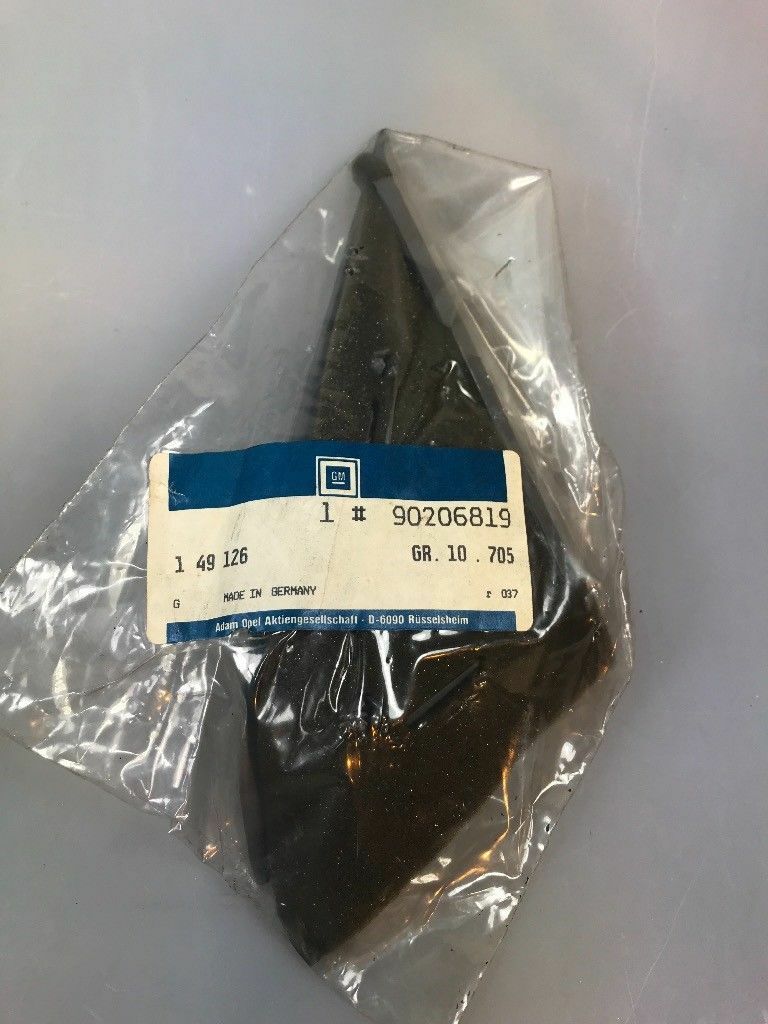 GM
1 # 90206819
1 49 126 GR. 10 . 705
G MADE IN GERMANY r 037
Adam Opel Aktiengesellschaft · D-6090 Rüsselsheim